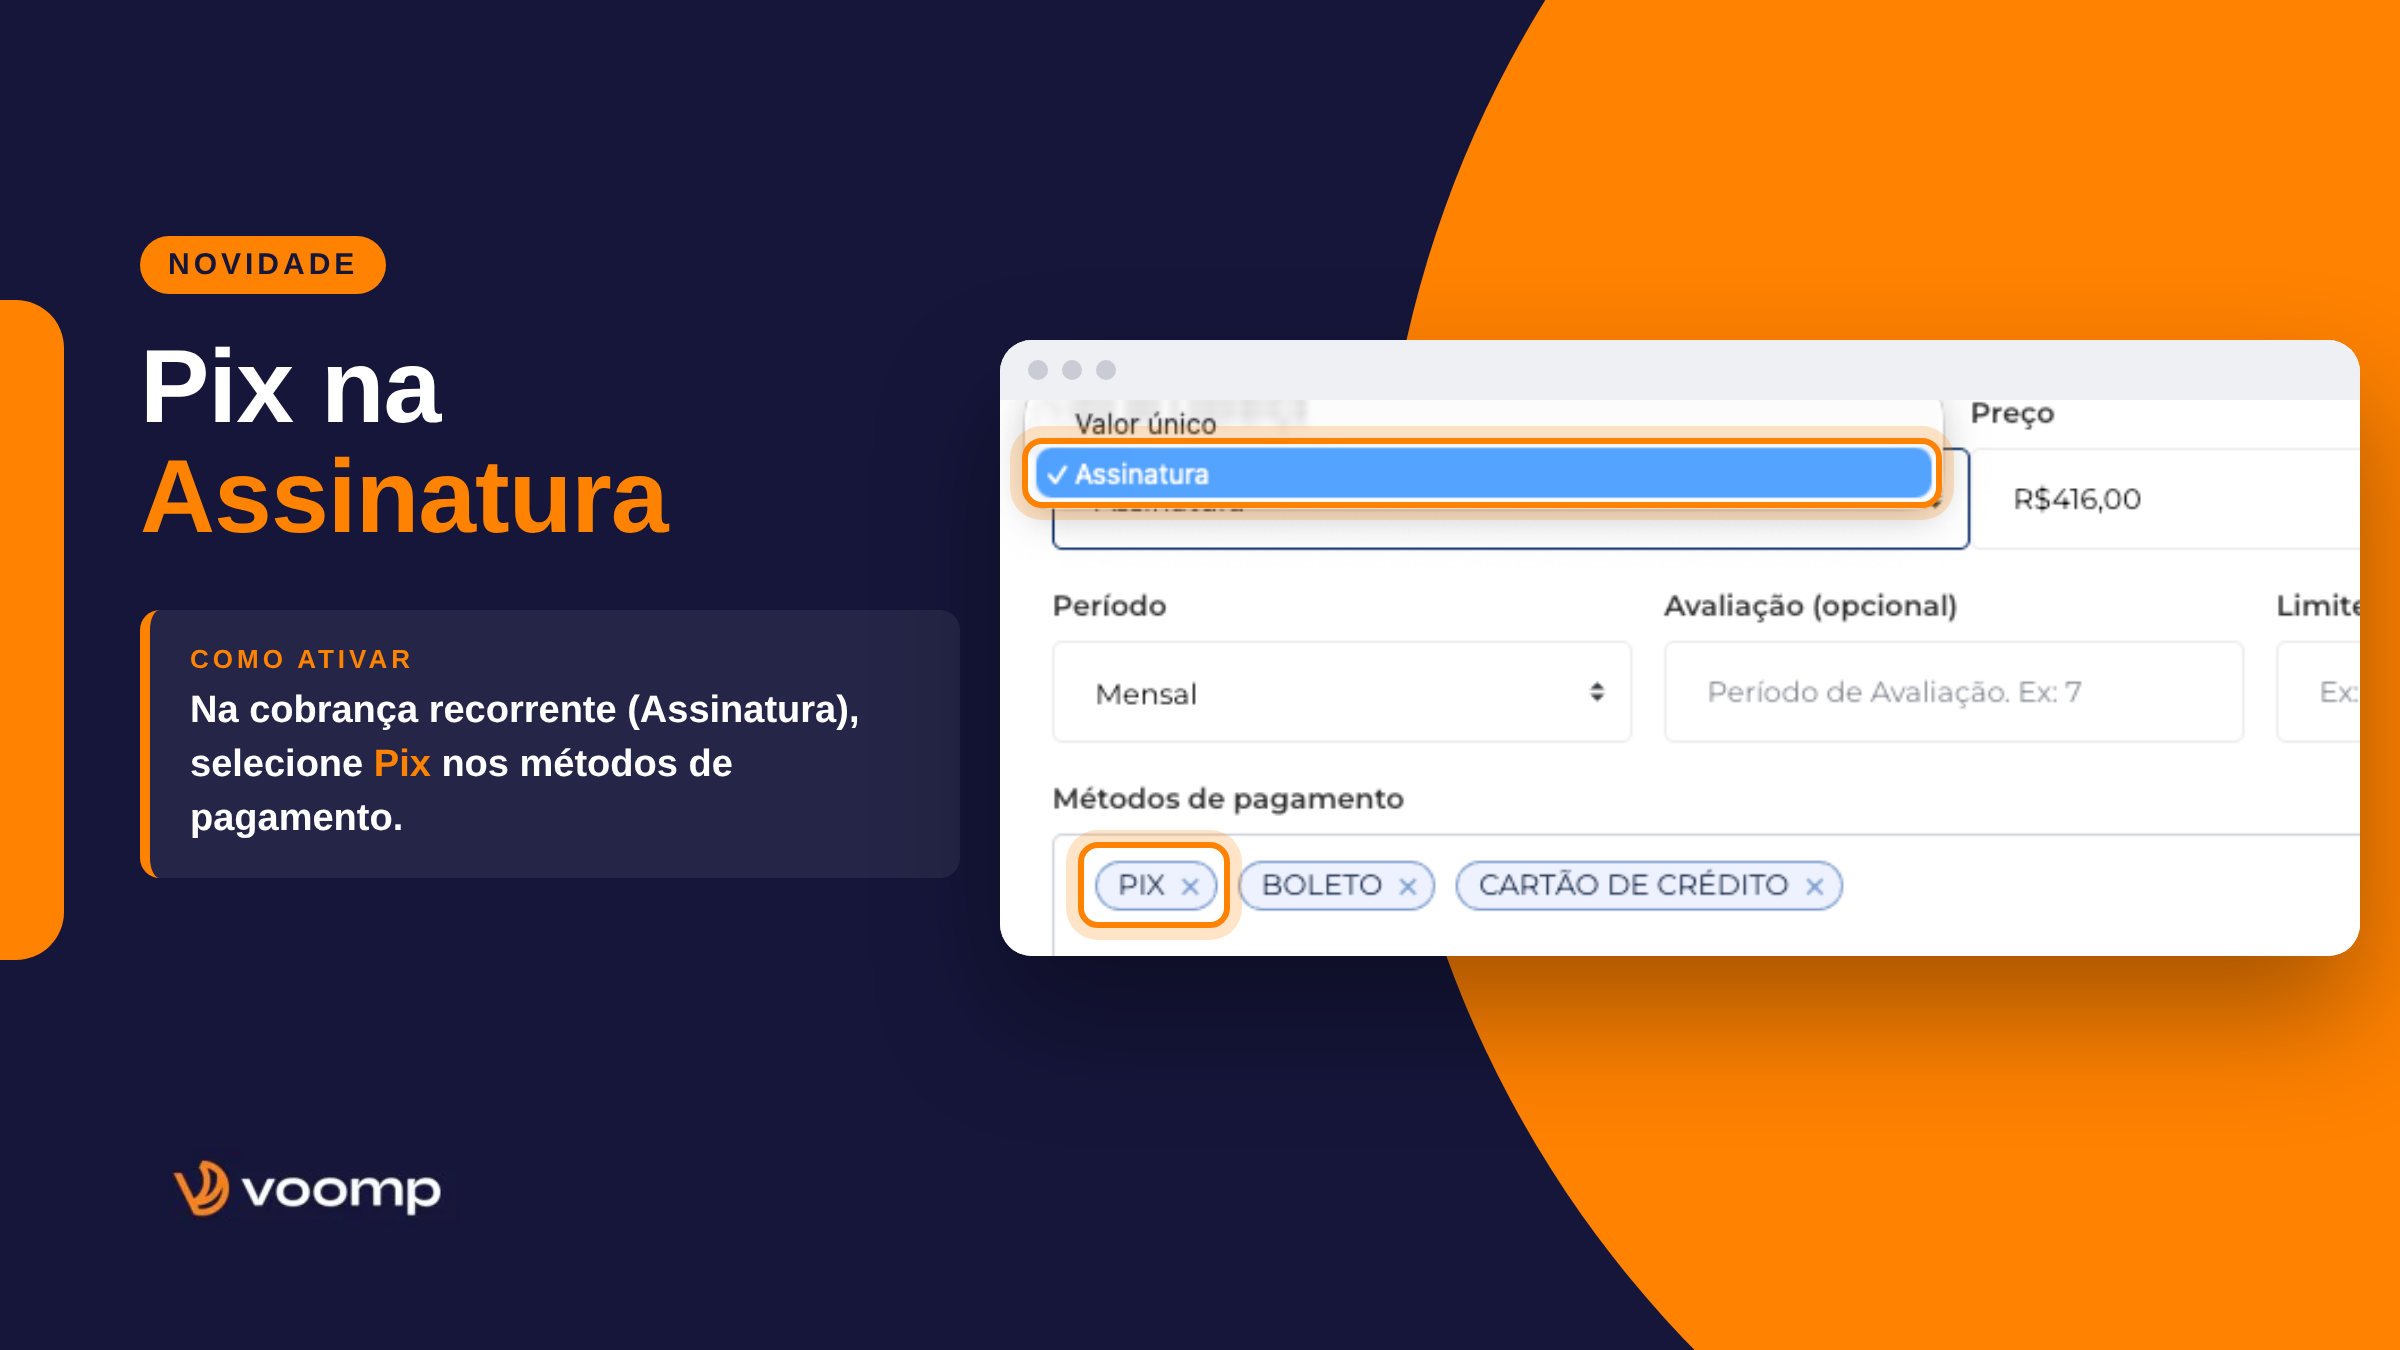 NOVIDADE
Pix na
Assinatura
COMO ATIVAR
Na cobrança recorrente (Assinatura),
selecione Pix nos métodos de
pagamento.
voomp
Valor único
✓ Assinatura
Preço
R$416,00
Período
Avaliação (opcional)
Limite
Mensal
Período de Avaliação. Ex: 7
Ex:
Métodos de pagamento
PIX ×
BOLETO ×
CARTÃO DE CRÉDITO ×